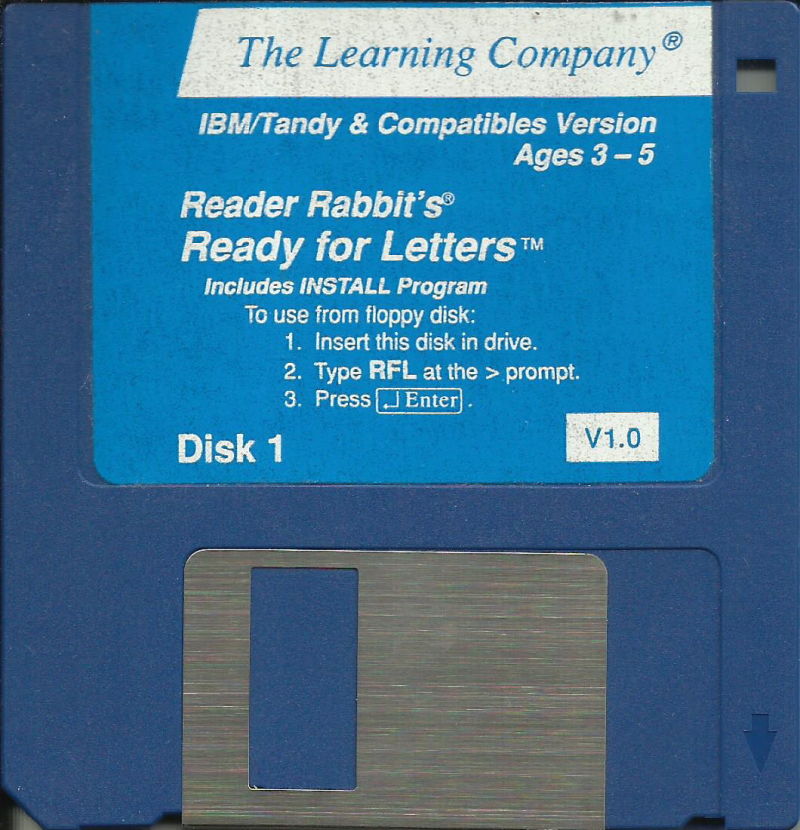 The Learning Company®
IBM/Tandy & Compatibles Version
Ages 3 – 5
Reader Rabbit's®
Ready for Letters™
Includes INSTALL Program
To use from floppy disk:
1. Insert this disk in drive.
2. Type RFL at the > prompt.
3. Press ↵ Enter .
Disk 1
V1.0